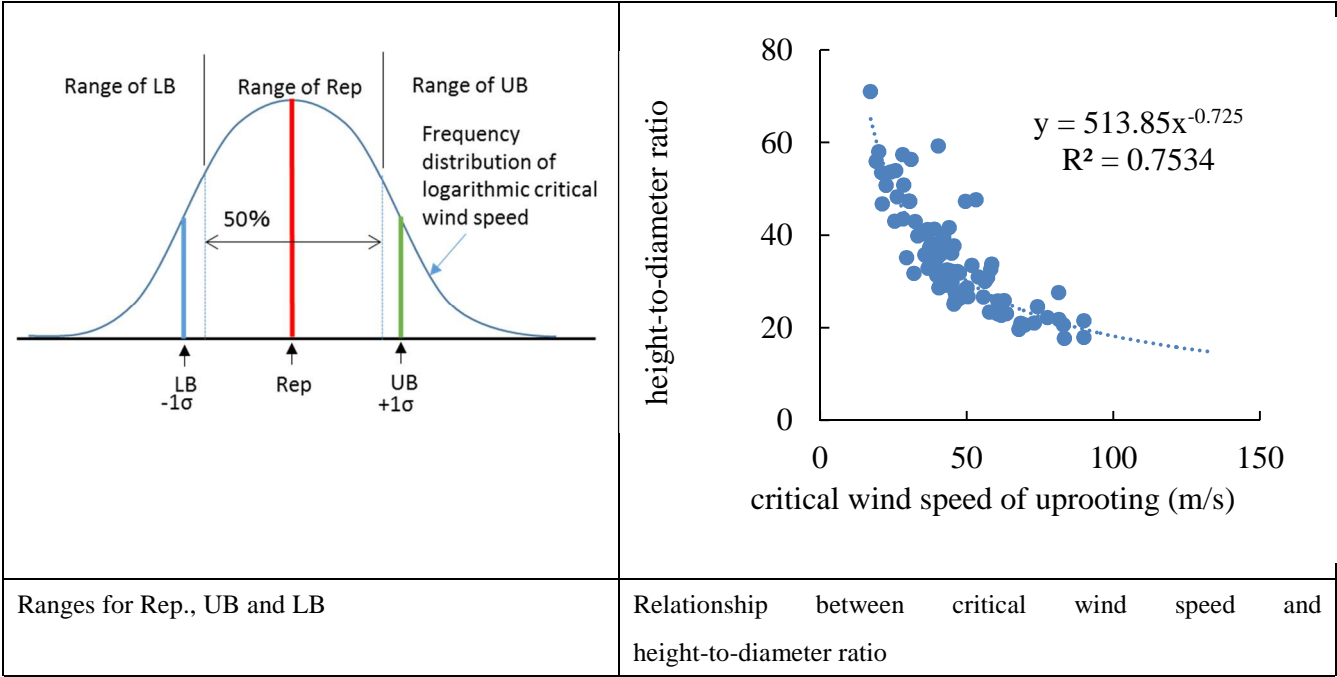 Range of LB
Range of Rep
Range of UB
Frequency
distribution of
logarithmic critical
wind speed
50%
LB
-1σ
Rep
UB
+1σ
Ranges for Rep., UB and LB
height-to-diameter ratio
80
60
40
20
0
y = 513.85x^-0.725
R² = 0.7534
0 50 100 150
critical wind speed of uprooting (m/s)
Relationship between critical wind speed and
height-to-diameter ratio